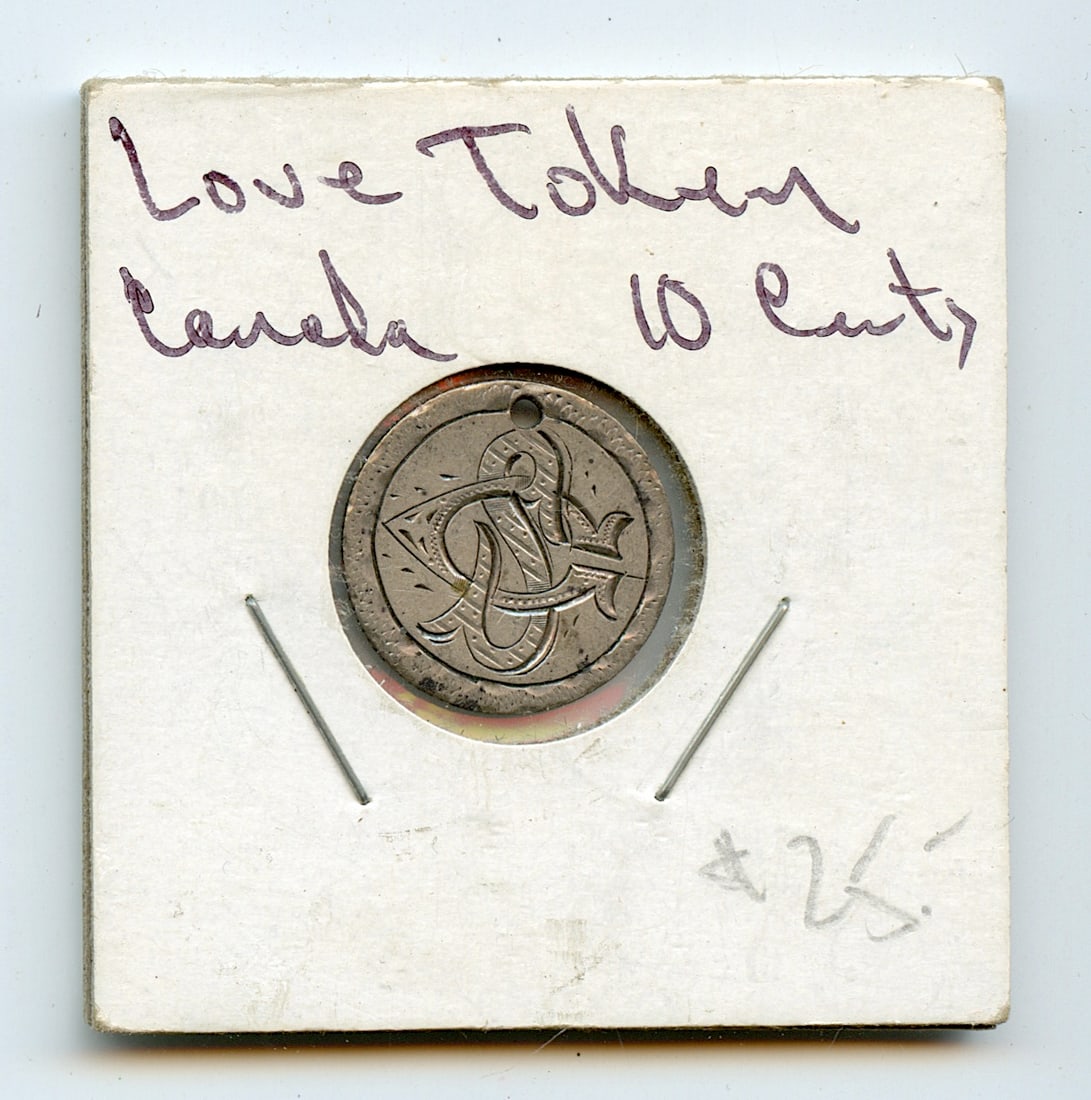 Love Token
Canada 10 Cents
$25.-